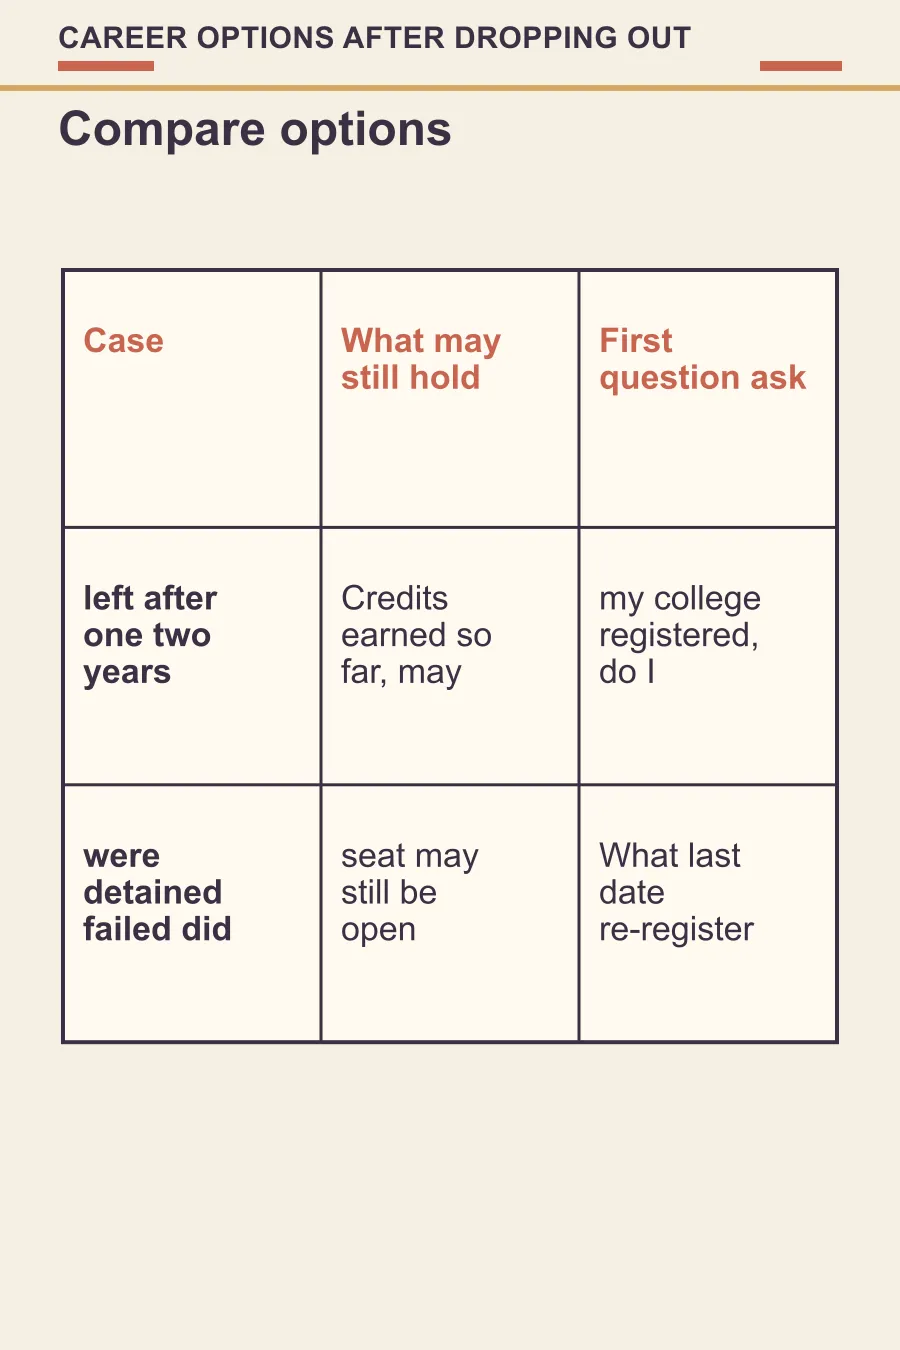 CAREER OPTIONS AFTER DROPPING OUT
Compare options
Case
What may
still hold
First
question ask
left after
one two
years
Credits
earned so
far, may
my college
registered,
do I
were
detained
failed did
seat may
still be
open
What last
date
re-register